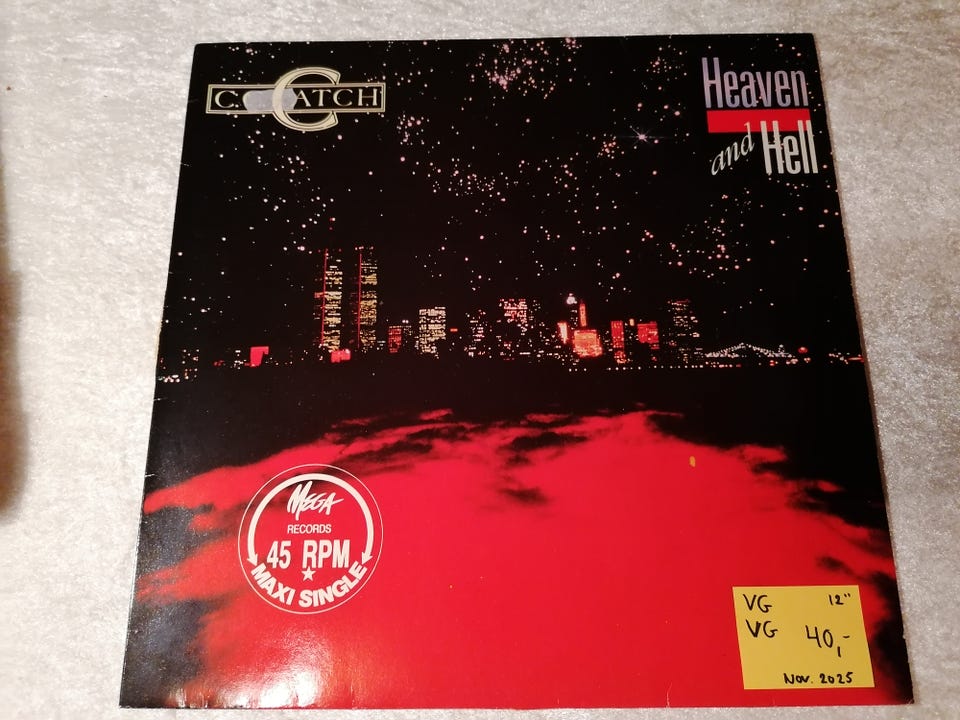 C.C.CATCH
Heaven
and Hell
MEGA
RECORDS
45 RPM
MAXI SINGLE
VG 12"
VG 40,-
Nov. 2025